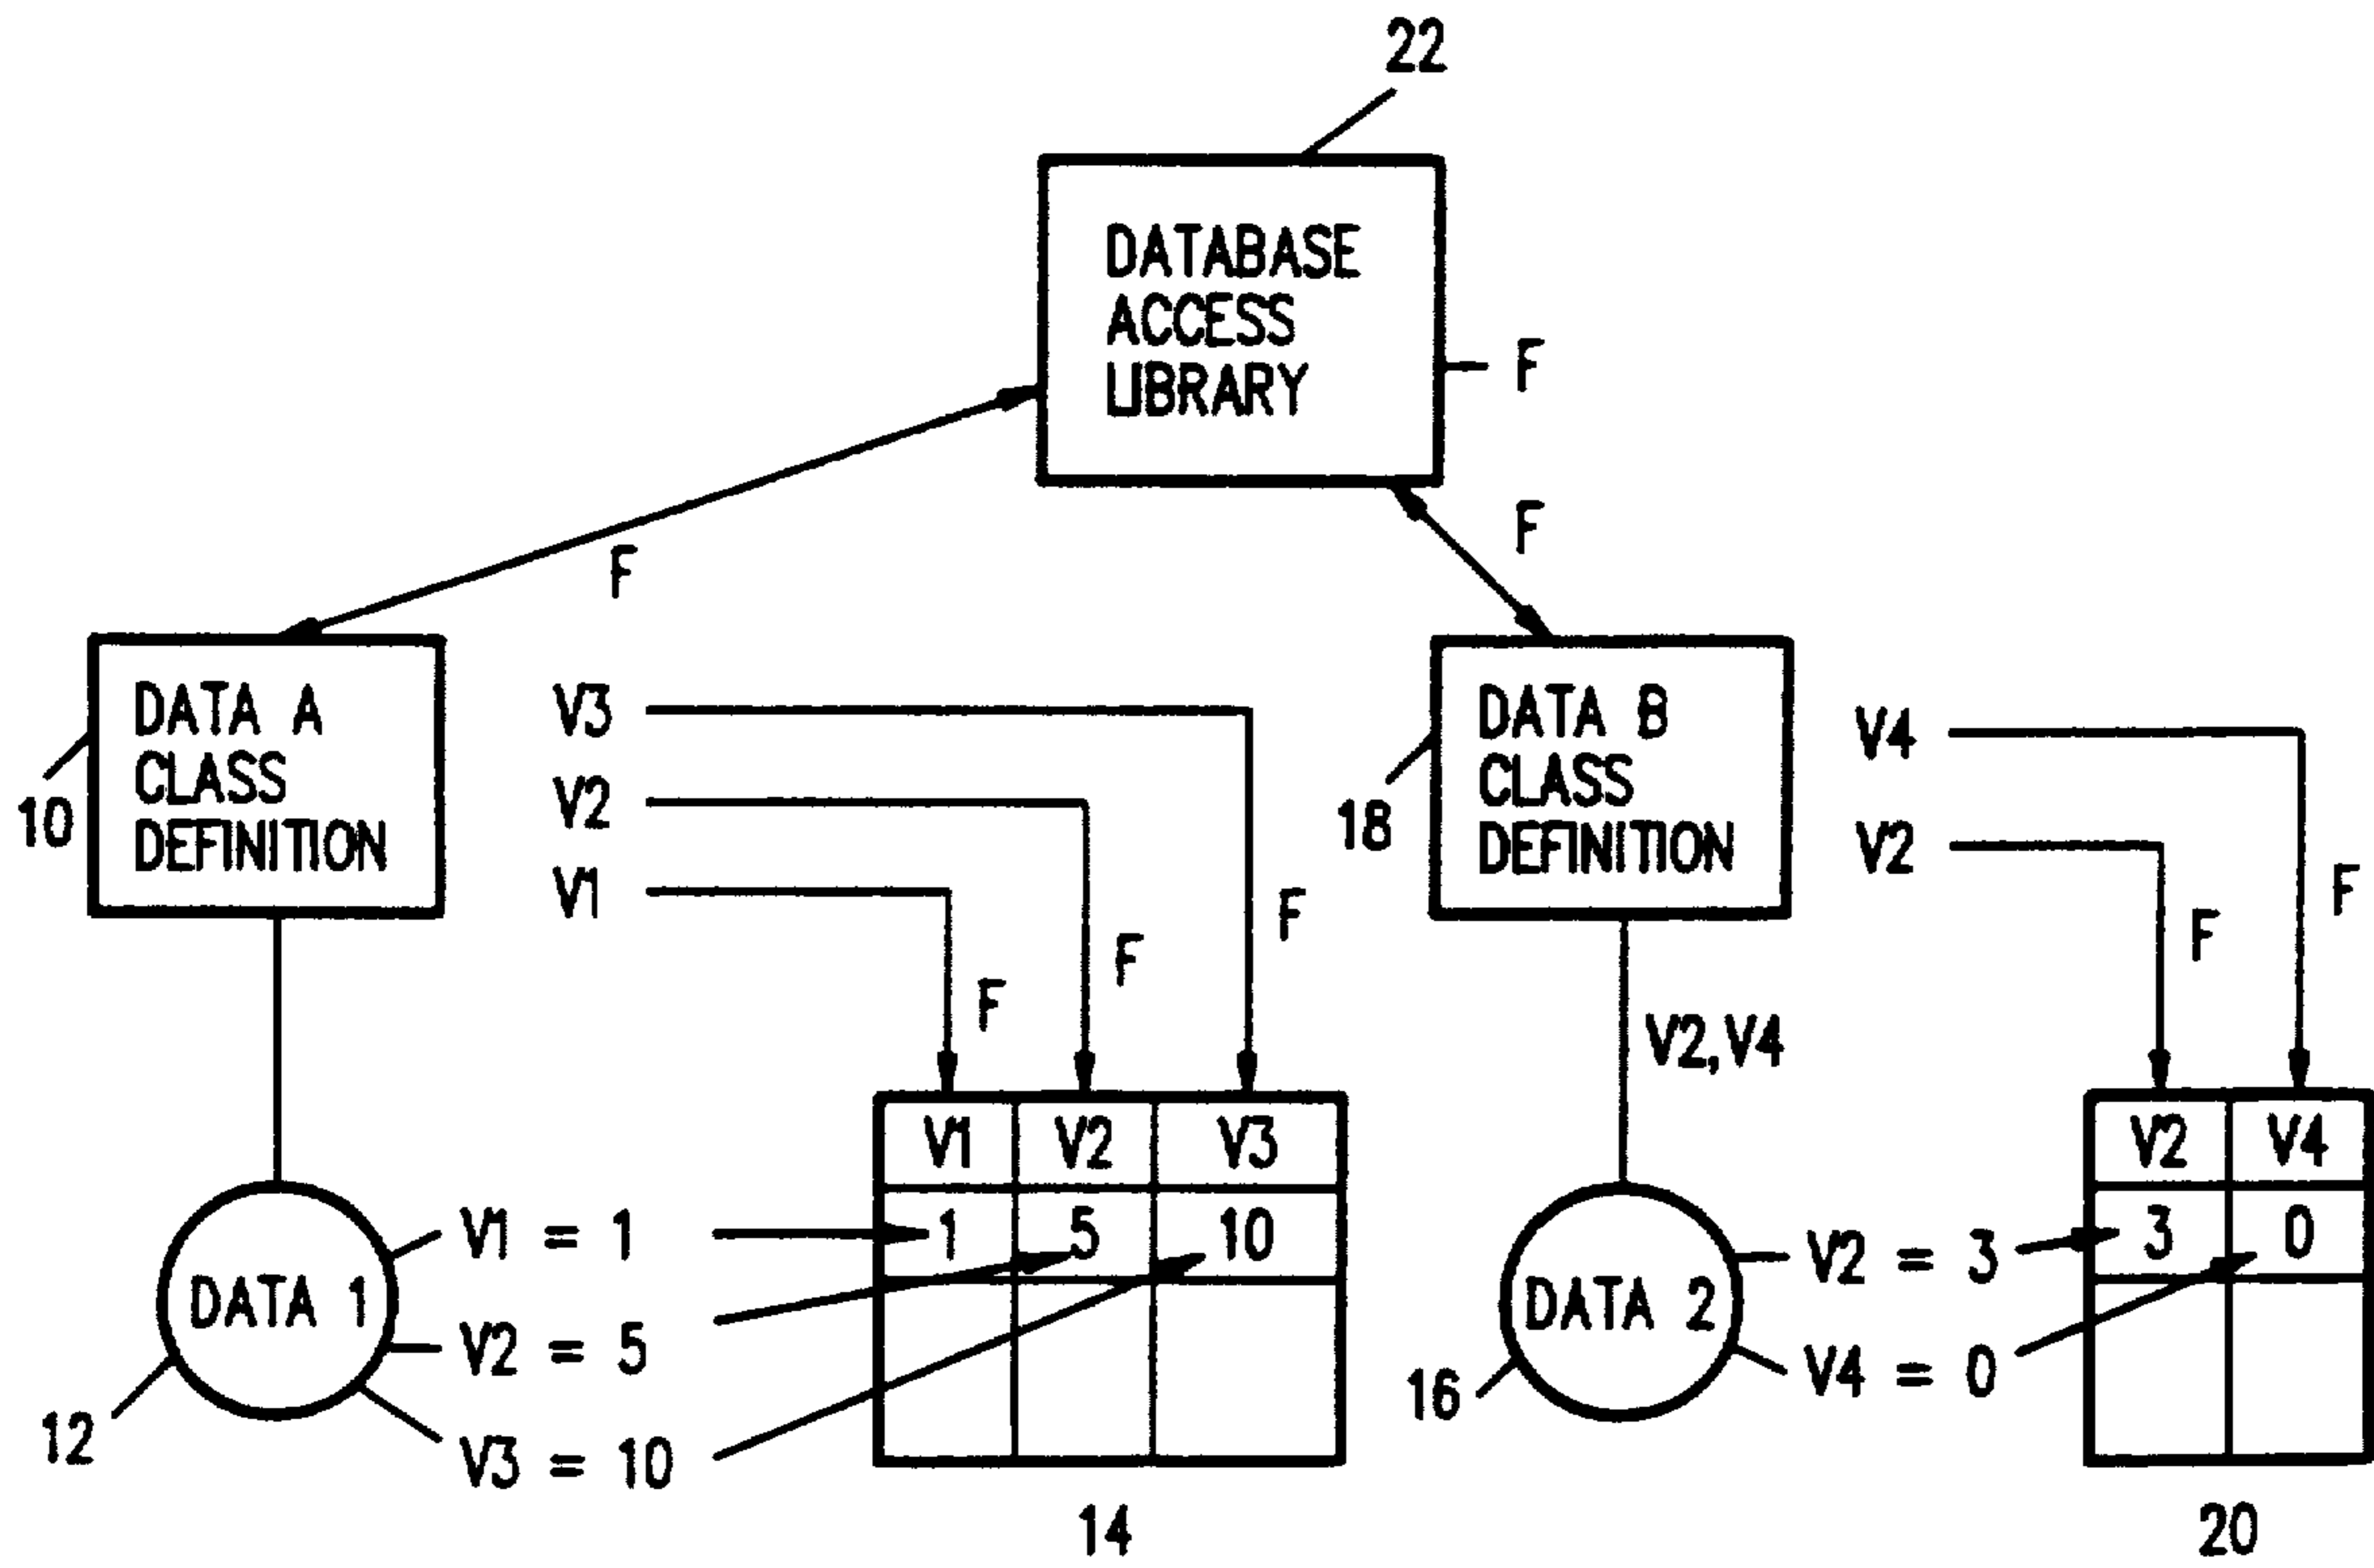 22
DATABASE
ACCESS
LIBRARY
F
F
F
DATA A
CLASS
DEFINITION
10
V3
V2
V1
F
F
F
DATA B
CLASS
DEFINITION
18
V4
V2
F
F
V2,V4
V1 V2 V3
1 5 10
V2 V4
3 0
DATA 1
V1 = 1
V2 = 5
V3 = 10
12
14
DATA 2
V2 = 3
V4 = 0
16
20